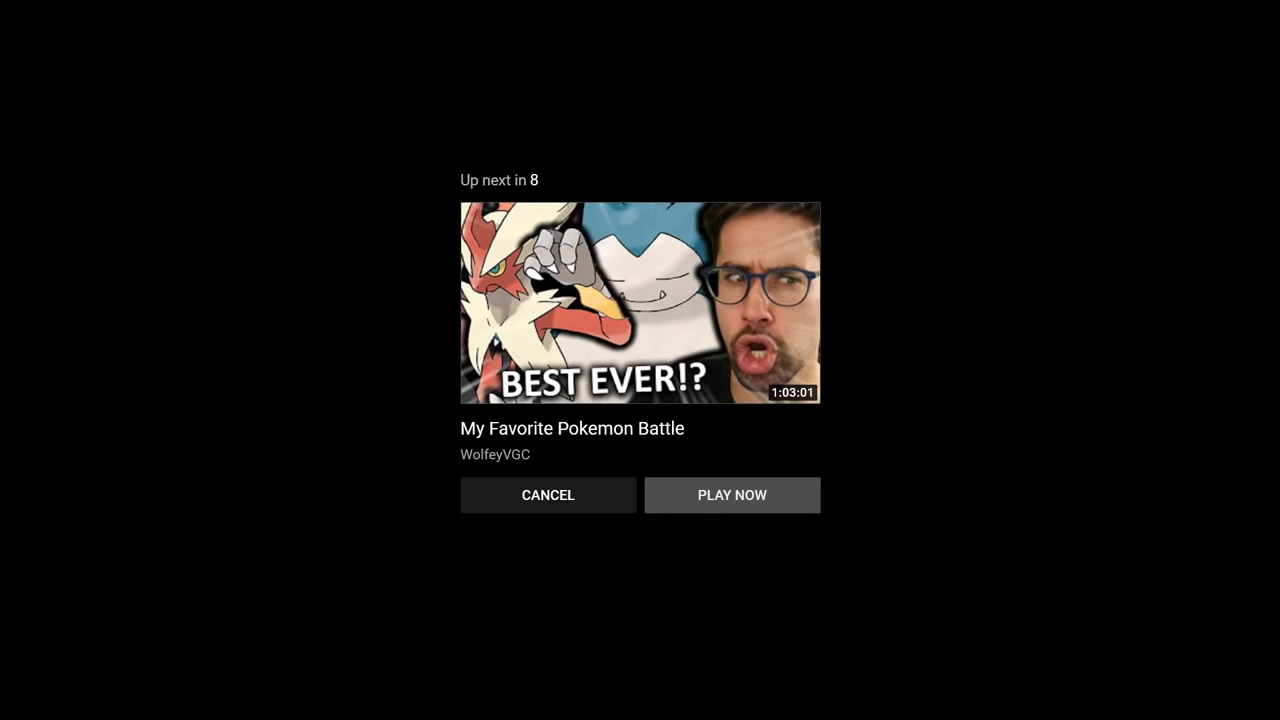 Up next in 8
BEST EVER!?
1:03:01
My Favorite Pokemon Battle
WolfeyVGC
CANCEL
PLAY NOW